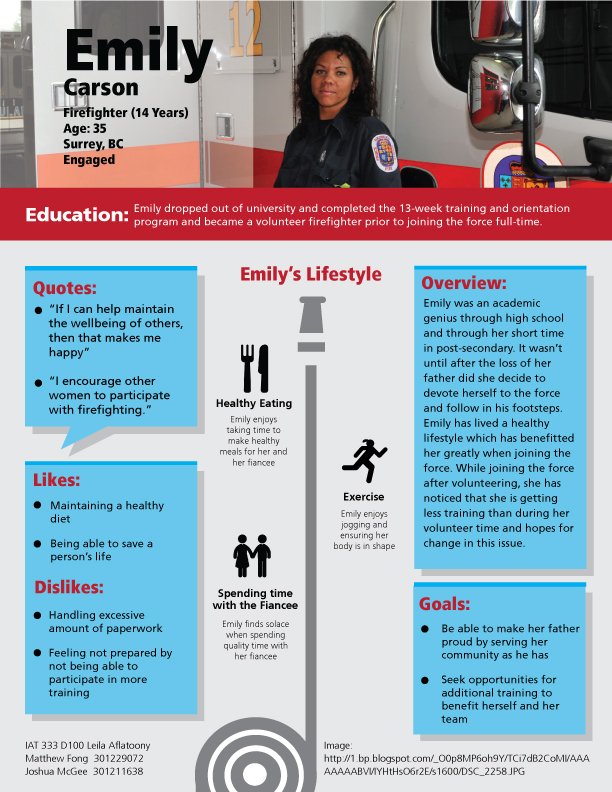 Emily
Carson
Firefighter (14 Years)
Age: 35
Surrey, BC
Engaged
12
Education: Emily dropped out of university and completed the 13-week training and orientation
program and became a volunteer firefighter prior to joining the force full-time.
Quotes:
“If I can help maintain
the wellbeing of others,
then that makes me
happy”
“I encourage other
women to participate
with firefighting.”
Likes:
Maintaining a healthy
diet
Being able to save a
person’s life
Dislikes:
Handling excessive
amount of paperwork
Feeling not prepared by
not being able to
participate in more
training
Emily’s Lifestyle
Healthy Eating
Emily enjoys
taking time to
make healthy
meals for her and
her fiancee
Exercise
Emily enjoys
jogging and
ensuring her
body is in shape
Spending time
with the Fiancee
Emily finds solace
when spending
quality time with
her fiancee
Overview:
Emily was an academic
genius through high school
and through her short time
in post-secondary. It wasn’t
until after the loss of her
father did she decide to
devote herself to the force
and follow in his footsteps.
Emily has lived a healthy
lifestyle which has benefitted
her greatly when joining the
force. While joining the force
after volunteering, she has
noticed that she is getting
less training than during her
volunteer time and hopes for
change in this issue.
Goals:
Be able to make her father
proud by serving her
community as he has
Seek opportunities for
additional training to
benefit herself and her
team
IAT 333 D100 Leila Aflatoony
Matthew Fong 301229072
Joshua McGee 301211638
Image:
http://1.bp.blogspot.com/_O0p8MP6oh9Y/TCi7dB2CoMI/AAA
AAAAABVI/IYHtHsO6r2E/s1600/DSC_2258.JPG